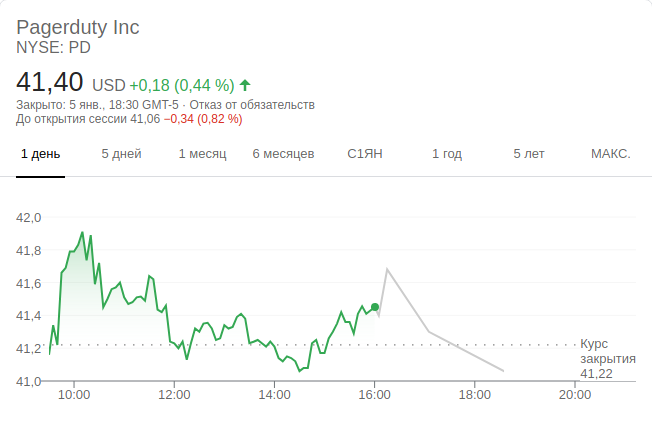 Pagerduty Inc
NYSE: PD
41,40 USD +0,18 (0,44 %)
Закрыто: 5 янв., 18:30 GMT-5 · Отказ от обязательств
До открытия сессии 41,06 −0,34 (0,82 %)
1 день 5 дней 1 месяц 6 месяцев С1ЯН 1 год 5 лет МАКС.
42,0
41,8
41,6
41,4
41,2
41,0
Курс
закрытия
41,22
10:00 12:00 14:00 16:00 18:00 20:00